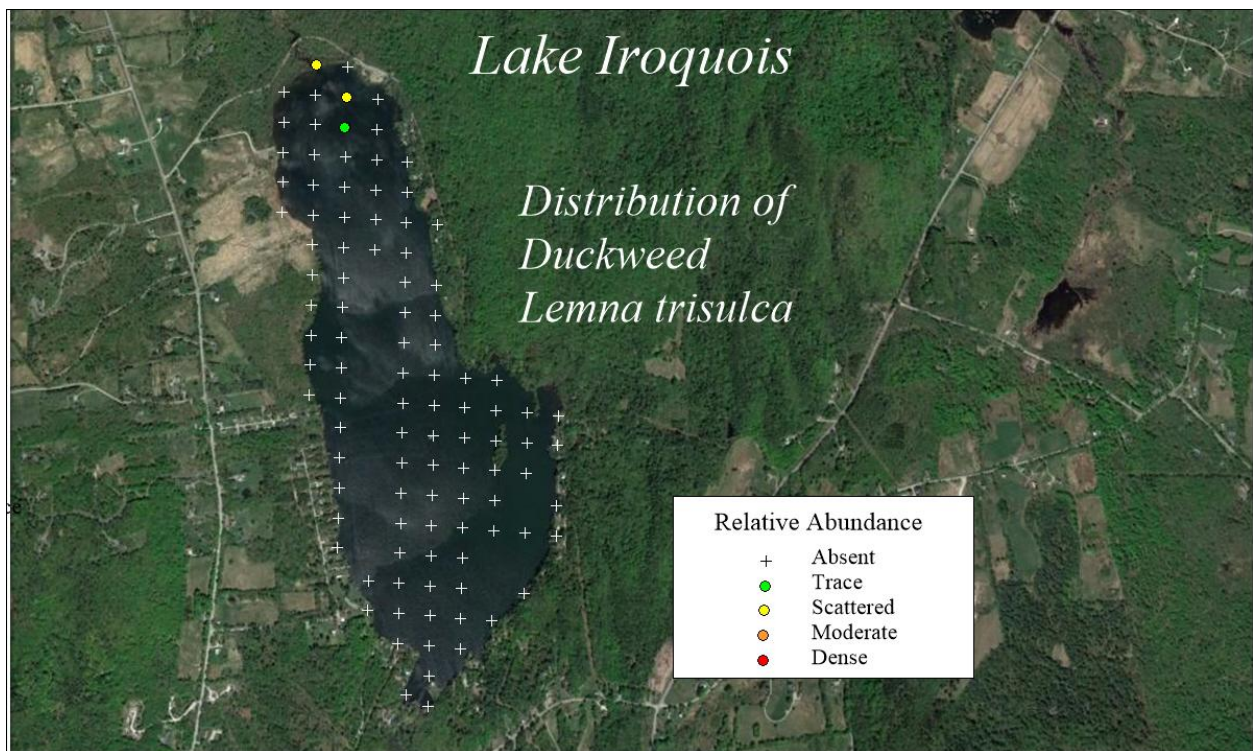 Lake Iroquois
Distribution of
Duckweed
Lemna trisulca
Relative Abundance
Absent
Trace
Scattered
Moderate
Dense